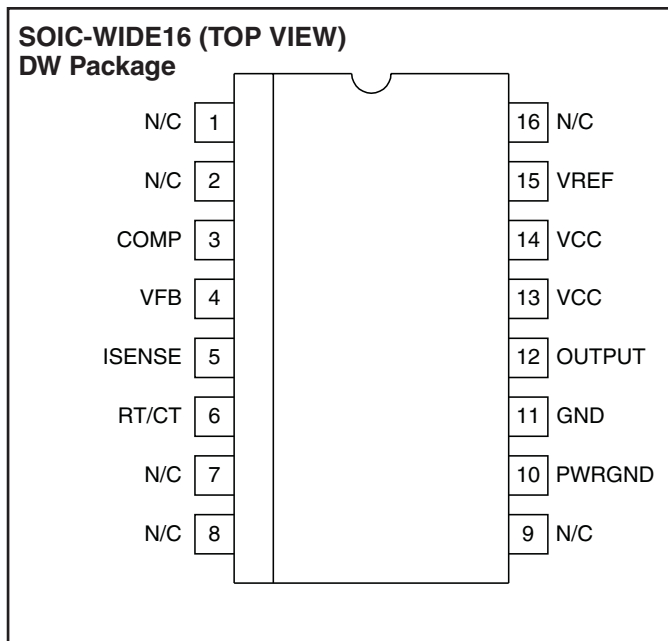 SOIC-WIDE16 (TOP VIEW)
DW Package
N/C 1 16 N/C
N/C 2 15 VREF
COMP 3 14 VCC
VFB 4 13 VCC
ISENSE 5 12 OUTPUT
RT/CT 6 11 GND
N/C 7 10 PWRGND
N/C 8 9 N/C